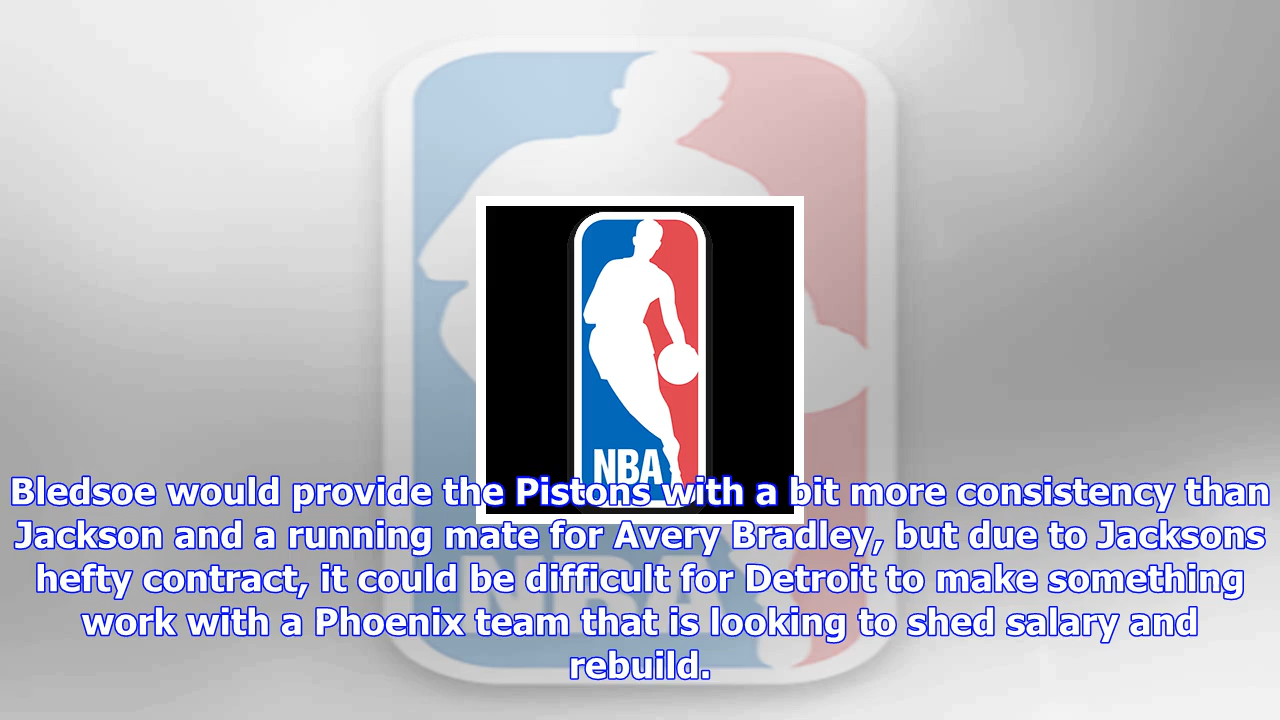 NBA
Bledsoe would provide the Pistons with a bit more consistency than
Jackson and a running mate for Avery Bradley, but due to Jacksons
hefty contract, it could be difficult for Detroit to make something
work with a Phoenix team that is looking to shed salary and
rebuild.
NBA